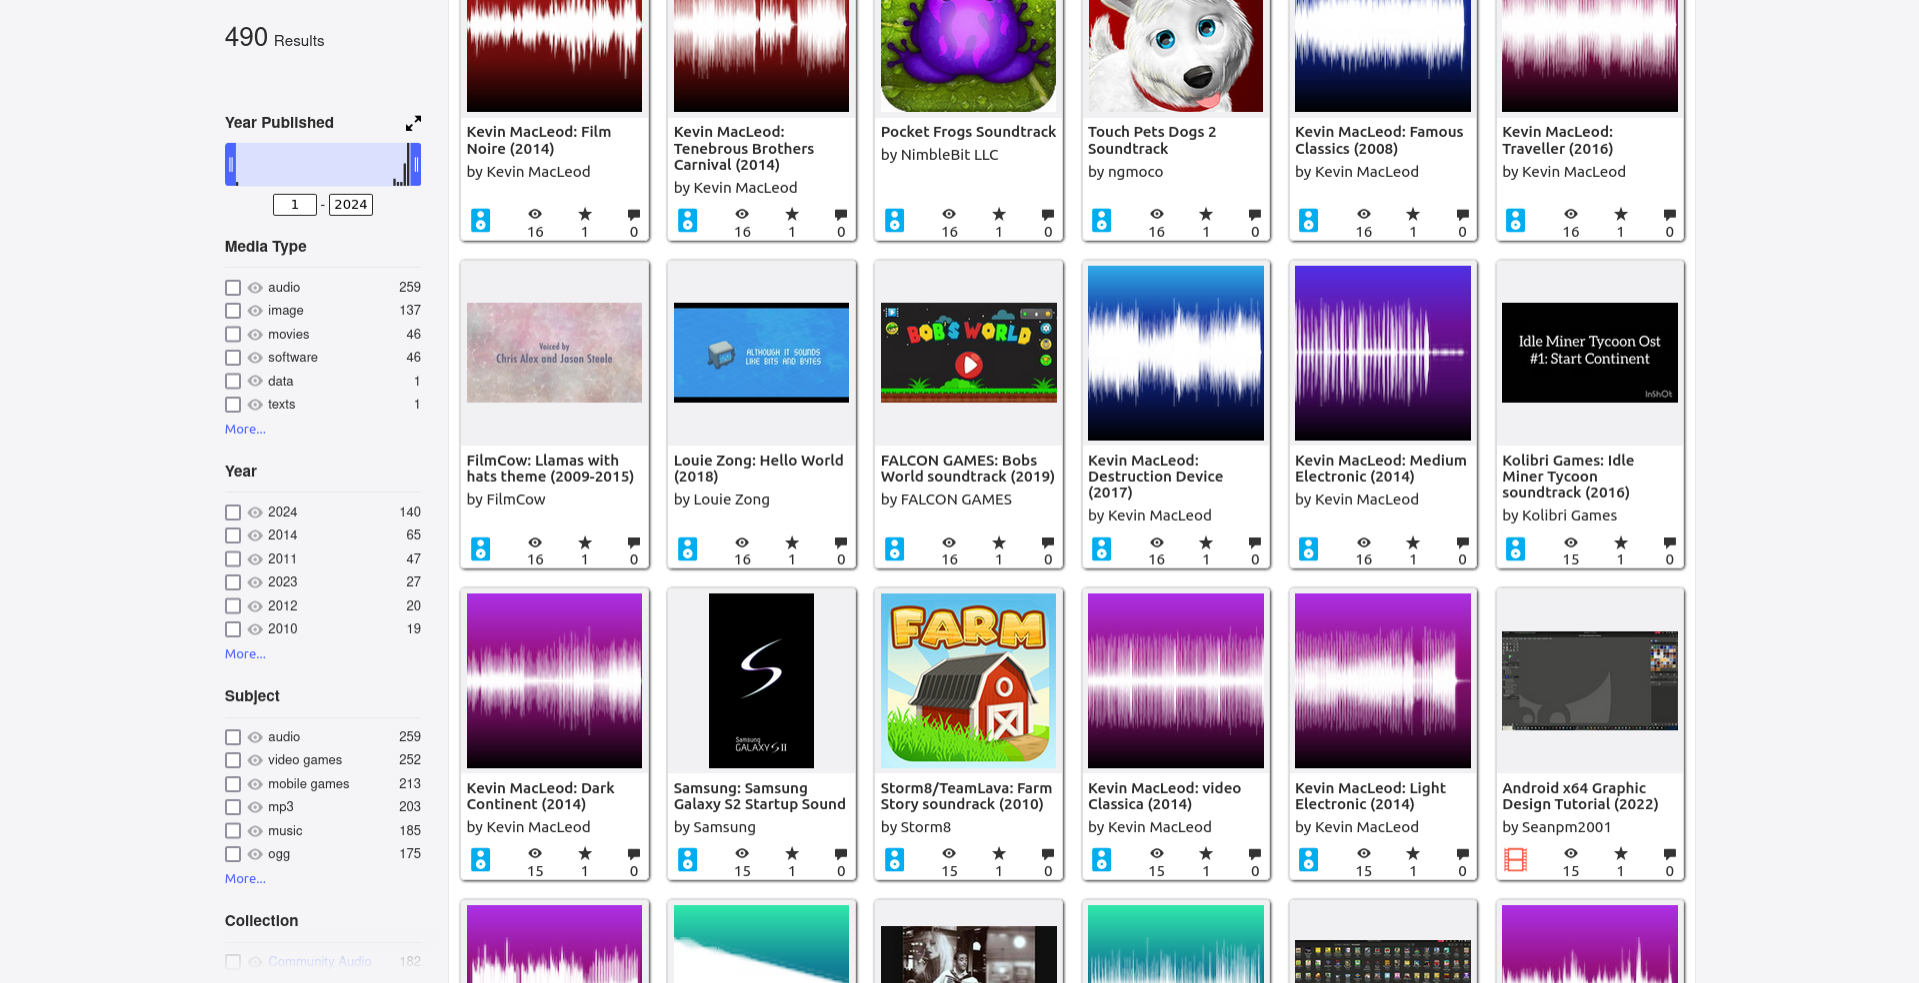 490 Results
Year Published
1 - 2024
Media Type
audio 259
image 137
movies 46
software 46
data 1
texts 1
More...
Year
2024 140
2014 65
2011 47
2023 27
2012 20
2010 19
More...
Subject
audio 259
video games 252
mobile games 213
mp3 203
music 185
ogg 175
More...
Collection
Community Audio 182
Kevin MacLeod: Film
Noire (2014)
by Kevin MacLeod
16 1 0
Kevin MacLeod:
Tenebrous Brothers
Carnival (2014)
by Kevin MacLeod
16 1 0
Pocket Frogs Soundtrack
by NimbleBit LLC
16 1 0
Touch Pets Dogs 2
Soundtrack
by ngmoco
16 1 0
Kevin MacLeod: Famous
Classics (2008)
by Kevin MacLeod
16 1 0
Kevin MacLeod:
Traveller (2016)
by Kevin MacLeod
16 1 0
Voiced by
Chris Alex and Jason Steele
FilmCow: Llamas with
hats theme (2009-2015)
by FilmCow
16 1 0
ALTHOUGH IT SOUNDS
LIKE BITS AND BYTES
Louie Zong: Hello World
(2018)
by Louie Zong
16 1 0
BOB'S WORLD
FALCON GAMES: Bobs
World soundtrack (2019)
by FALCON GAMES
16 1 0
Kevin MacLeod:
Destruction Device
(2017)
by Kevin MacLeod
16 1 0
Kevin MacLeod: Medium
Electronic (2014)
by Kevin MacLeod
16 1 0
Idle Miner Tycoon Ost
#1: Start Continent
InShOt
Kolibri Games: Idle
Miner Tycoon
soundtrack (2016)
by Kolibri Games
15 1 0
Kevin MacLeod: Dark
Continent (2014)
by Kevin MacLeod
15 1 0
S
Samsung
GALAXY S II
Samsung: Samsung
Galaxy S2 Startup Sound
by Samsung
15 1 0
FARM
Storm8/TeamLava: Farm
Story soundrack (2010)
by Storm8
15 1 0
Kevin MacLeod: video
Classica (2014)
by Kevin MacLeod
15 1 0
Kevin MacLeod: Light
Electronic (2014)
by Kevin MacLeod
15 1 0
Android x64 Graphic
Design Tutorial (2022)
by Seanpm2001
15 1 0